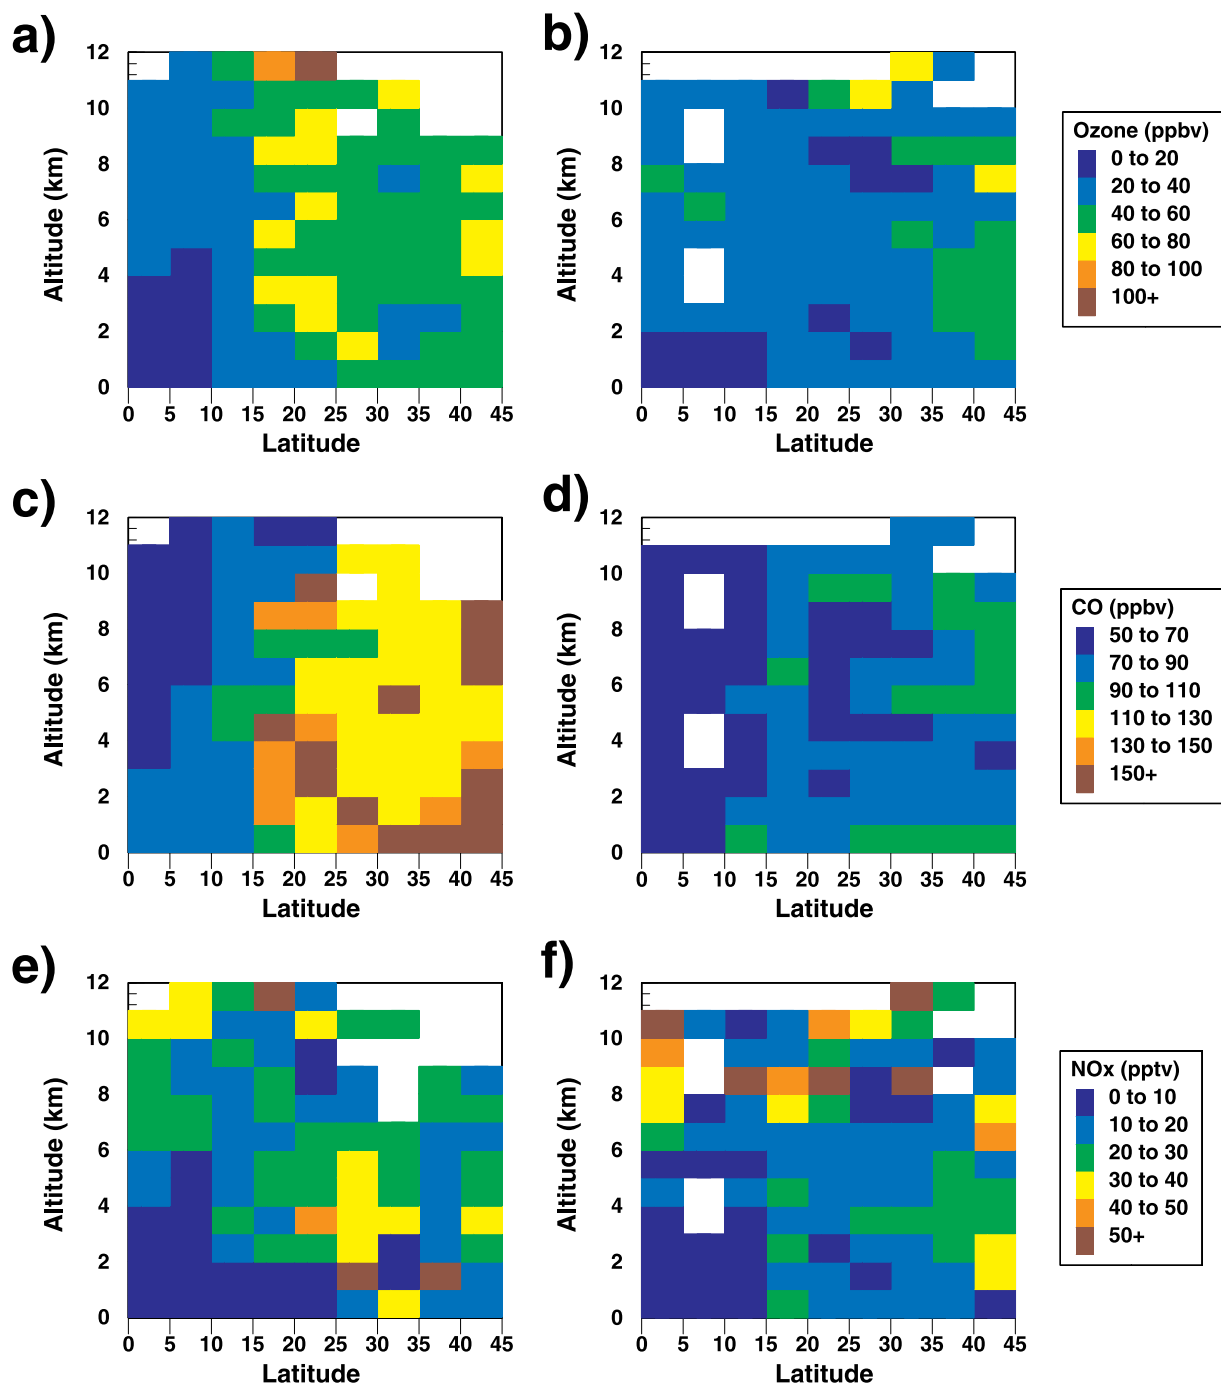 a)
b)
12
10
8
6
4
2
0
Altitude (km)
0 5 10 15 20 25 30 35 40 45
Latitude
12
10
8
6
4
2
0
Altitude (km)
0 5 10 15 20 25 30 35 40 45
Latitude
Ozone (ppbv)
0 to 20
20 to 40
40 to 60
60 to 80
80 to 100
100+
c)
d)
12
10
8
6
4
2
0
Altitude (km)
0 5 10 15 20 25 30 35 40 45
Latitude
12
10
8
6
4
2
0
Altitude (km)
0 5 10 15 20 25 30 35 40 45
Latitude
CO (ppbv)
50 to 70
70 to 90
90 to 110
110 to 130
130 to 150
150+
e)
f)
12
10
8
6
4
2
0
Altitude (km)
0 5 10 15 20 25 30 35 40 45
Latitude
12
10
8
6
4
2
0
Altitude (km)
0 5 10 15 20 25 30 35 40 45
Latitude
NOx (pptv)
0 to 10
10 to 20
20 to 30
30 to 40
40 to 50
50+